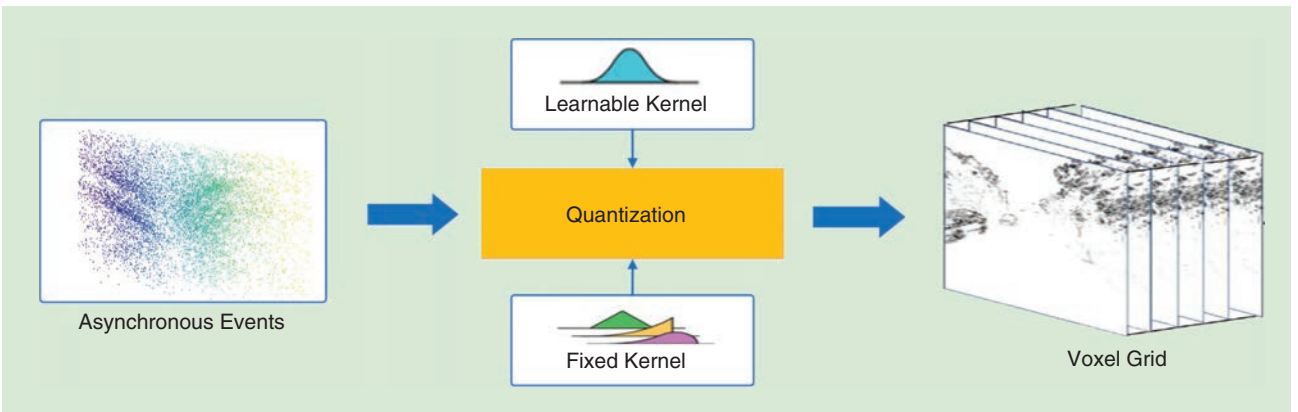 Learnable Kernel
Quantization
Asynchronous Events
Fixed Kernel
Voxel Grid